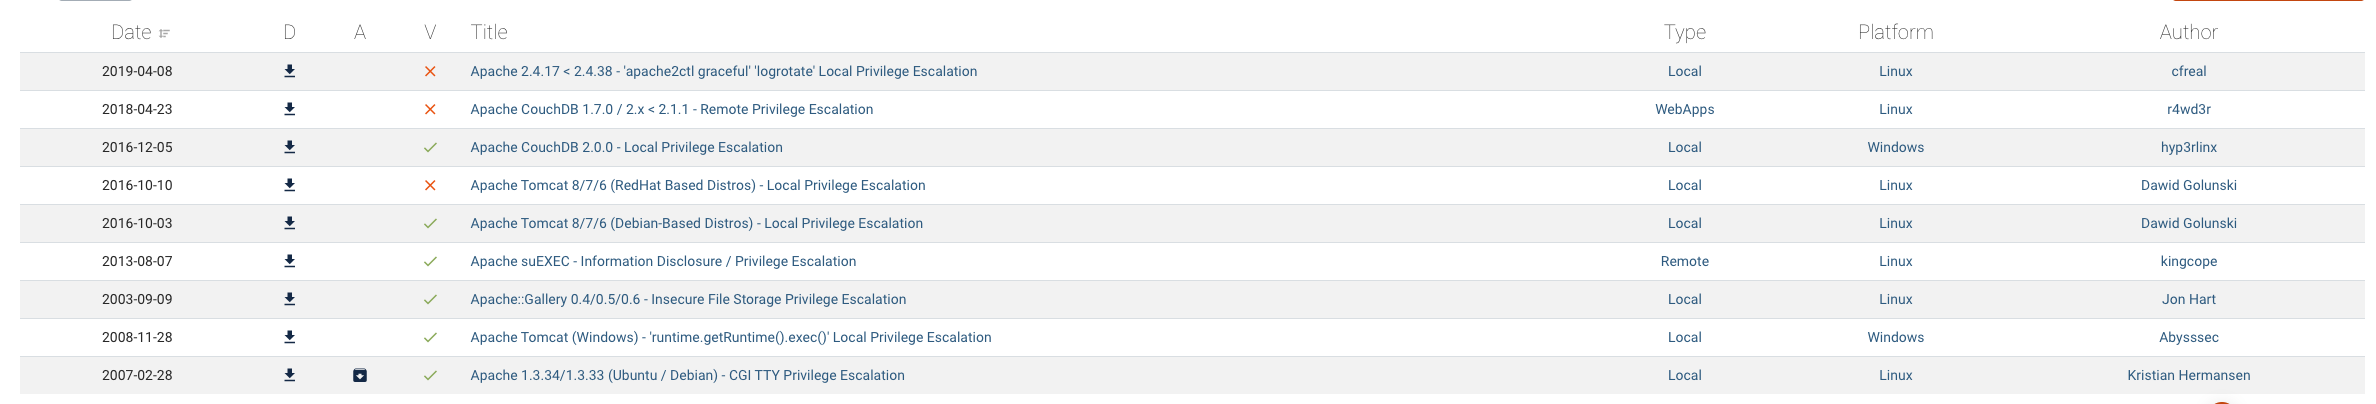 Date D A V Title Type Platform Author
2019-04-08 Apache 2.4.17 < 2.4.38 - 'apache2ctl graceful' 'logrotate' Local Privilege Escalation Local Linux cfreal
2018-04-23 Apache CouchDB 1.7.0 / 2.x < 2.1.1 - Remote Privilege Escalation WebApps Linux r4wd3r
2016-12-05 Apache CouchDB 2.0.0 - Local Privilege Escalation Local Windows hyp3rlinx
2016-10-10 Apache Tomcat 8/7/6 (RedHat Based Distros) - Local Privilege Escalation Local Linux Dawid Golunski
2016-10-03 Apache Tomcat 8/7/6 (Debian-Based Distros) - Local Privilege Escalation Local Linux Dawid Golunski
2013-08-07 Apache suEXEC - Information Disclosure / Privilege Escalation Remote Linux kingcope
2003-09-09 Apache::Gallery 0.4/0.5/0.6 - Insecure File Storage Privilege Escalation Local Linux Jon Hart
2008-11-28 Apache Tomcat (Windows) - 'runtime.getRuntime().exec()' Local Privilege Escalation Local Windows Abysssec
2007-02-28 Apache 1.3.34/1.3.33 (Ubuntu / Debian) - CGI TTY Privilege Escalation Local Linux Kristian Hermansen